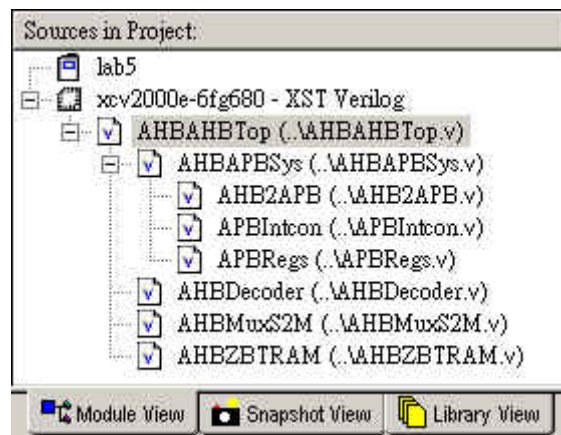 Sources in Project:
lab5
xcv2000e-6fg680 - XST Verilog
AHBAHBTop (..\AHBAHBTop.v)
AHBAPBSys (..\AHBAPBSys.v)
AHB2APB (..\AHB2APB.v)
APBIntcon (..\APBIntcon.v)
APBRegs (..\APBRegs.v)
AHBDecoder (..\AHBDecoder.v)
AHBMuxS2M (..\AHBMuxS2M.v)
AHBZBTRAM (..\AHBZBTRAM.v)
Module View Snapshot View Library View